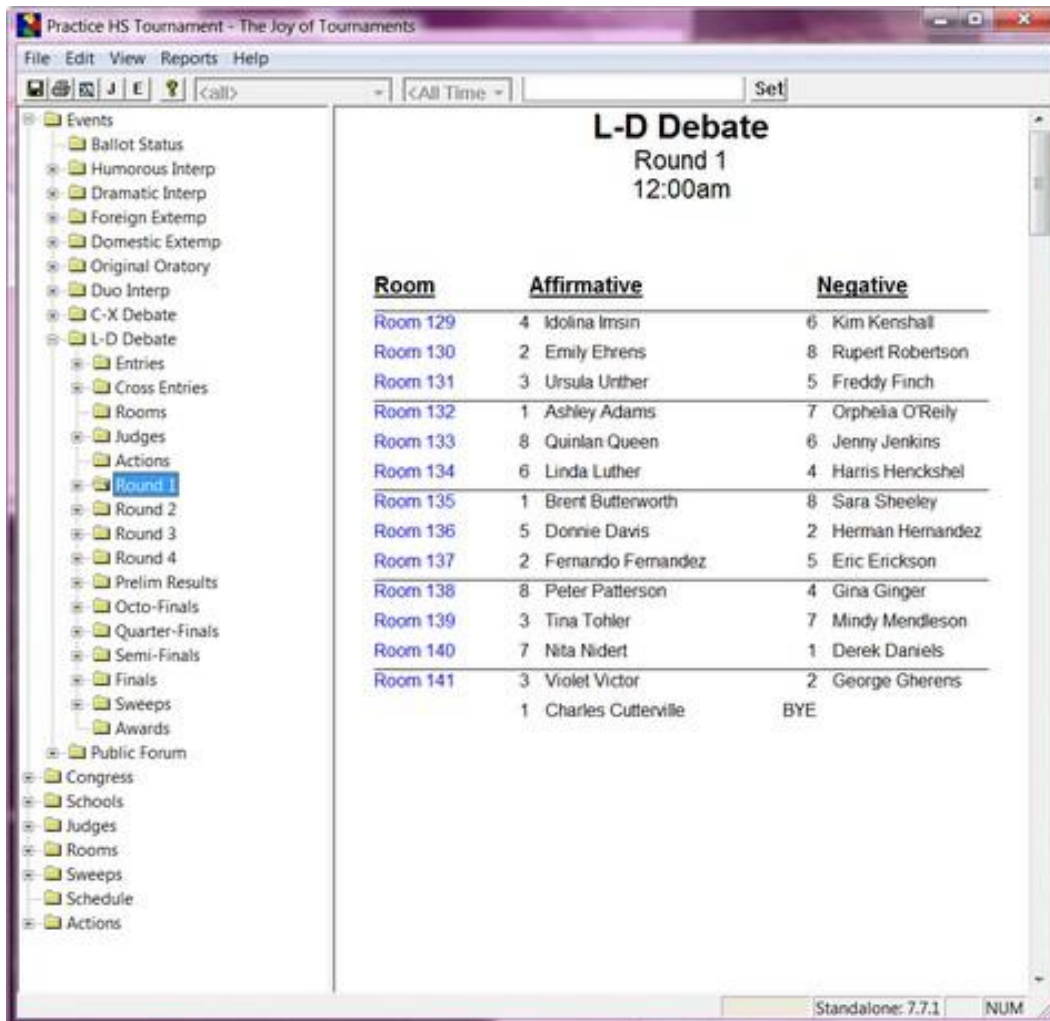 Practice HS Tournament - The Joy of Tournaments
File Edit View Reports Help
J E ? <all> <All Time Set
Events
Ballot Status
Humorous Interp
Dramatic Interp
Foreign Extemp
Domestic Extemp
Original Oratory
Duo Interp
C-X Debate
L-D Debate
Entries
Cross Entries
Rooms
Judges
Actions
Round 1
Round 2
Round 3
Round 4
Prelim Results
Octo-Finals
Quarter-Finals
Semi-Finals
Finals
Sweeps
Awards
Public Forum
Congress
Schools
Judges
Rooms
Sweeps
Schedule
Actions
L-D Debate
Round 1
12:00am
Room Affirmative Negative
Room 129 4 Idolina Imsin 6 Kim Kenshall
Room 130 2 Emily Ehrens 8 Rupert Robertson
Room 131 3 Ursula Unther 5 Freddy Finch
Room 132 1 Ashley Adams 7 Orphelia O'Reily
Room 133 8 Quinlan Queen 6 Jenny Jenkins
Room 134 6 Linda Luther 4 Harris Henckshel
Room 135 1 Brent Butterworth 8 Sara Sheeley
Room 136 5 Donnie Davis 2 Herman Hernandez
Room 137 2 Fernando Fernandez 5 Eric Erickson
Room 138 8 Peter Patterson 4 Gina Ginger
Room 139 3 Tina Tohler 7 Mindy Mendleson
Room 140 7 Nita Nidert 1 Derek Daniels
Room 141 3 Violet Victor 2 George Gherens
1 Charles Cutterville BYE
Standalone: 7.7.1 NUM